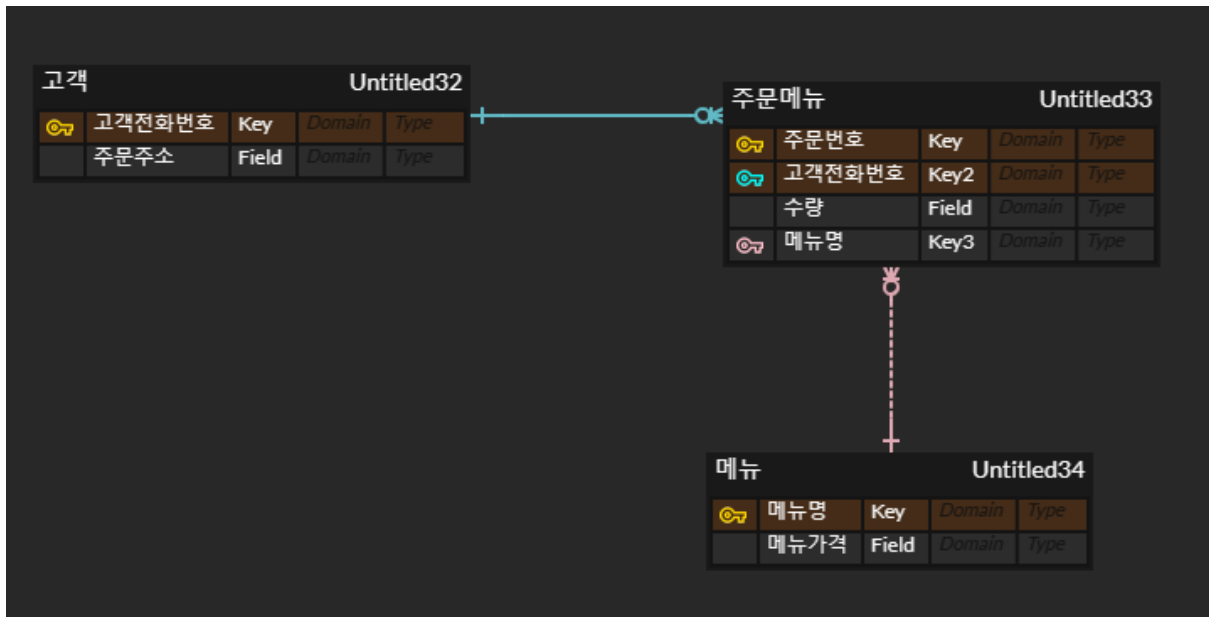 고객 Untitled32
고객전화번호 Key Domain Type
주문주소 Field Domain Type
주문메뉴 Untitled33
주문번호 Key Domain Type
고객전화번호 Key2 Domain Type
수량 Field Domain Type
메뉴명 Key3 Domain Type
메뉴 Untitled34
메뉴명 Key Domain Type
메뉴가격 Field Domain Type